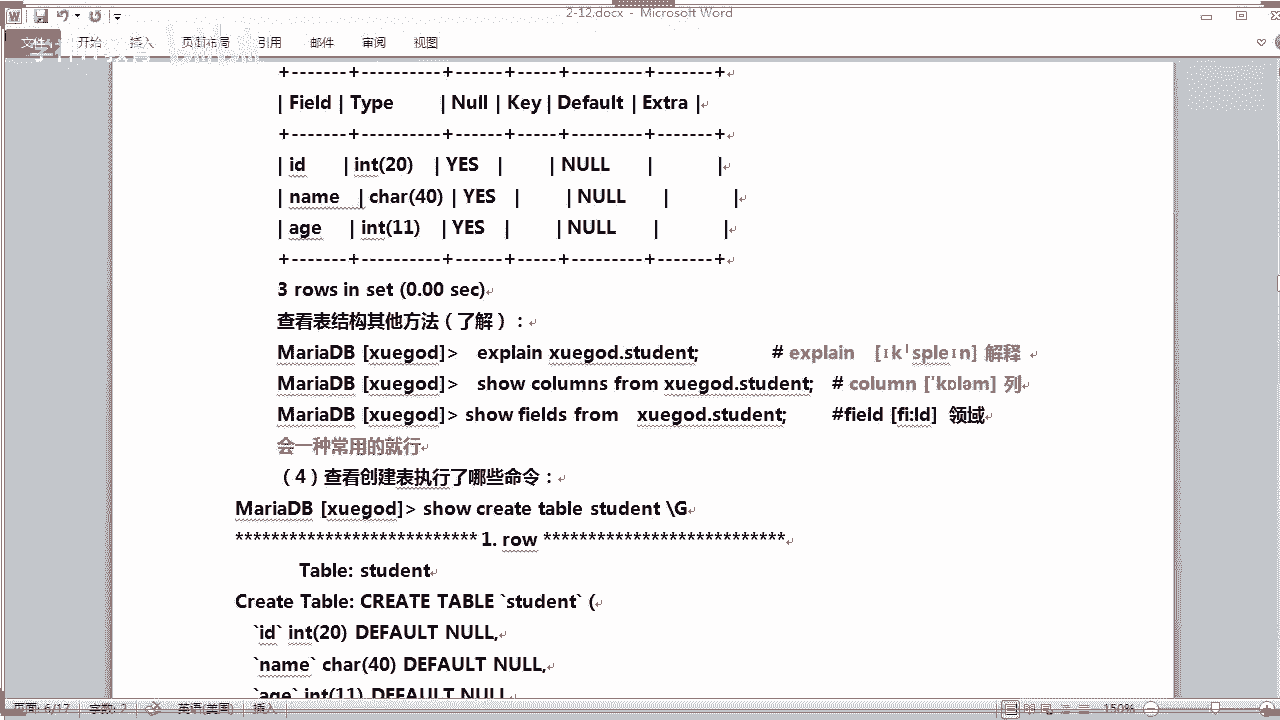 2-12.docx - Microsoft Word
文件 开始 插入 页面布局 引用 邮件 审阅 视图
+-------+----------+------+-----+---------+-------+
| Field | Type | Null | Key | Default | Extra |
+-------+----------+------+-----+---------+-------+
| id | int(20) | YES | | NULL | |
| name | char(40) | YES | | NULL | |
| age | int(11) | YES | | NULL | |
+-------+----------+------+-----+---------+-------+
3 rows in set (0.00 sec)
查看表结构其他方法（了解）：
MariaDB [xuegod]> explain xuegod.student; # explain [ɪkˈspleɪn] 解释
MariaDB [xuegod]> show columns from xuegod.student; # column [ˈkɒləm] 列
MariaDB [xuegod]> show fields from xuegod.student; #field [fi:ld] 领域
会一种常用的就行
（4）查看创建表执行了哪些命令：
MariaDB [xuegod]> show create table student \G
*************************** 1. row ***************************
Table: student
Create Table: CREATE TABLE `student` (
`id` int(20) DEFAULT NULL,
`name` char(40) DEFAULT NULL,
`age` int(11) DEFAULT NULL,
页面: 6/17 字数: 2 英语(美国) 插入 150%